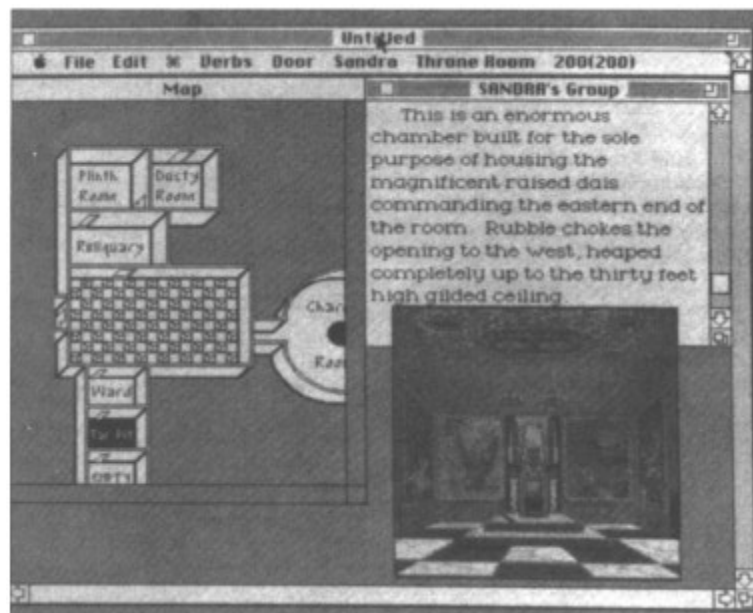 Untitled
File Edit ⌘ Verbs Door Sandra Throne Room 200(200)
Map
Plinth Room
Dusty Room
Reliquary
Ward
Tar Pit
SANDRA's Group
This is an enormous
chamber built for the sole
purpose of housing the
magnificent raised dais
commanding the eastern end of
the room. Rubble chokes the
opening to the west, heaped
completely up to the thirty feet
high gilded ceiling.